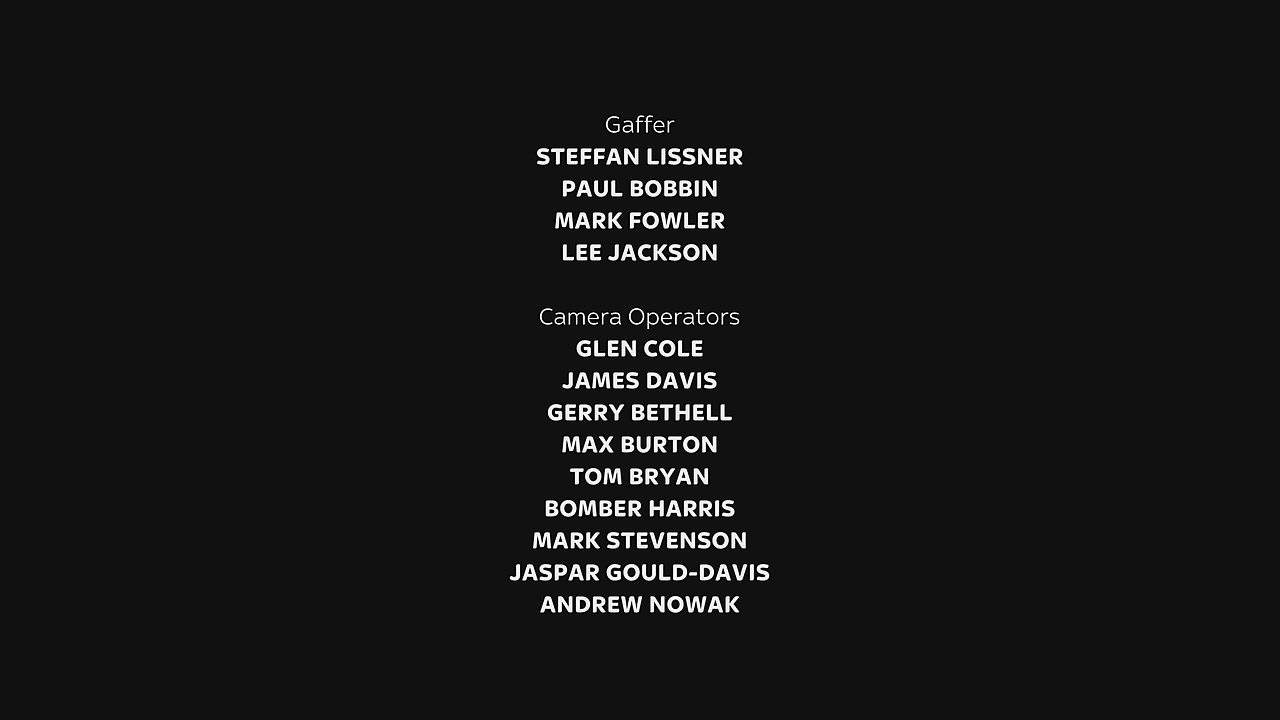 Gaffer
STEFFAN LISSNER
PAUL BOBBIN
MARK FOWLER
LEE JACKSON
Camera Operators
GLEN COLE
JAMES DAVIS
GERRY BETHELL
MAX BURTON
TOM BRYAN
BOMBER HARRIS
MARK STEVENSON
JASPAR GOULD-DAVIS
ANDREW NOWAK